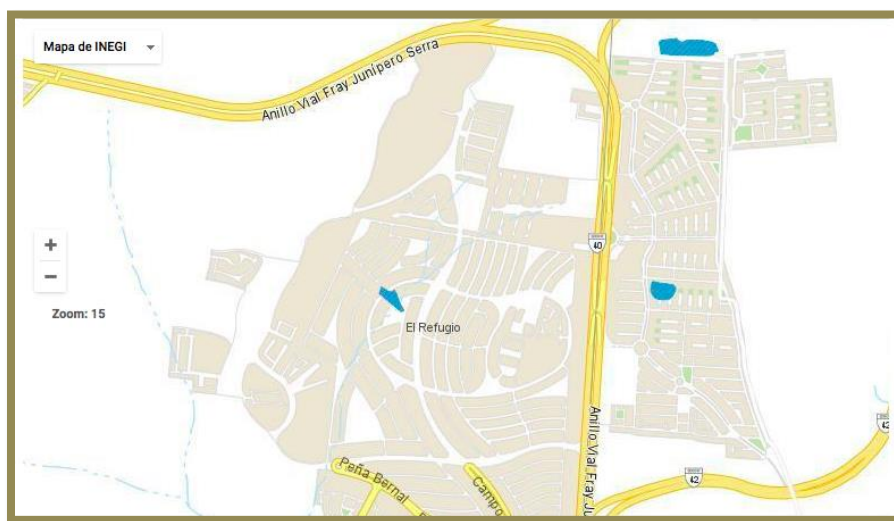 Mapa de INEGI
Anillo Vial Fray Junípero Serra
40
+
−
Zoom: 15
El Refugio
Anillo Vial Fray Ju
Peña Bernal
Campo
42